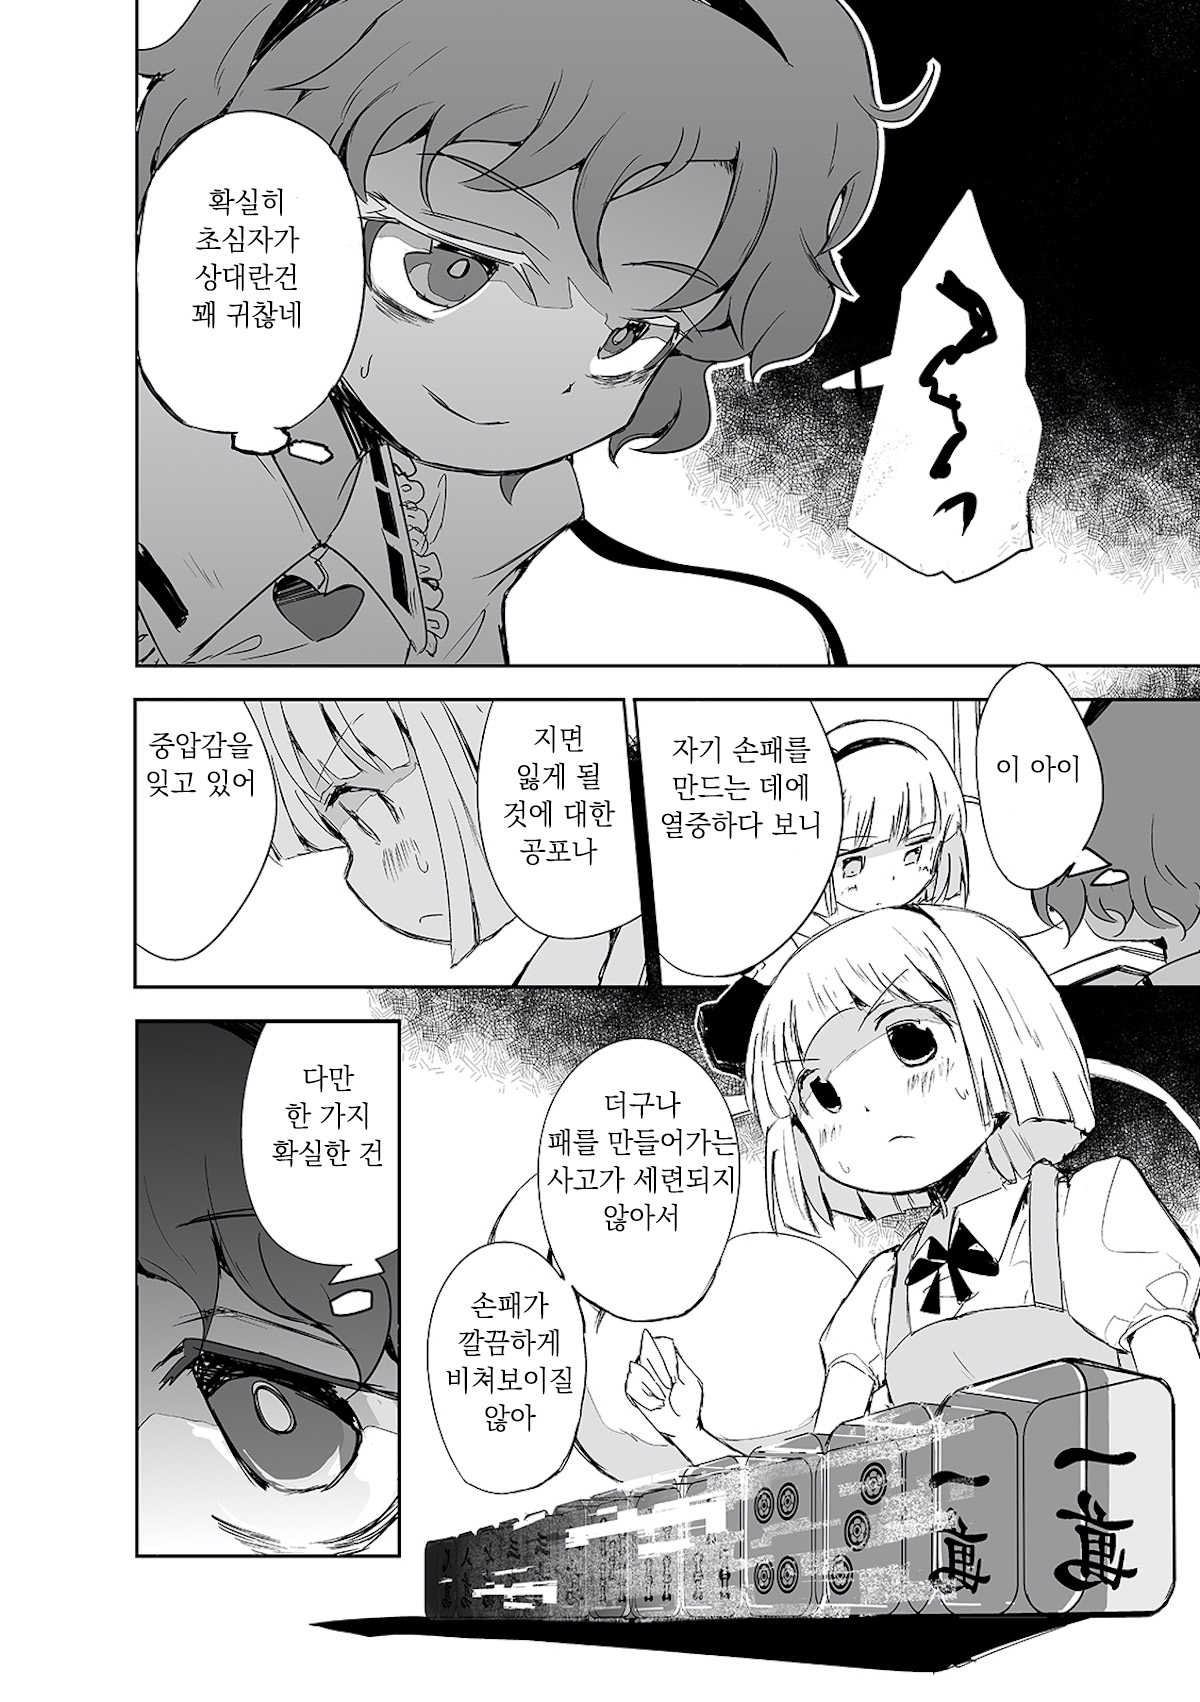 확실히
초심자가
상대란건
꽤 귀찮네
이 아이
자기 손패를
만드는 데에
열중하다 보니
지면
잃게 될
것에 대한
공포나
중압감을
잊고 있어
더구나
패를 만들어가는
사고가 세련되지
않아서
손패가
깔끔하게
비쳐보이질
않아
다만
한 가지
확실한 건
一萬
一萬